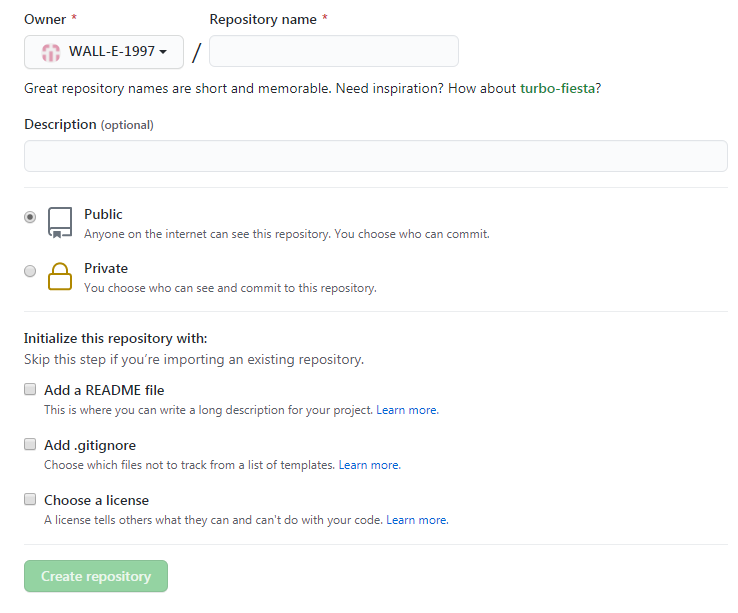 Owner * Repository name *
WALL-E-1997 /
Great repository names are short and memorable. Need inspiration? How about turbo-fiesta?
Description (optional)
Public
Anyone on the internet can see this repository. You choose who can commit.
Private
You choose who can see and commit to this repository.
Initialize this repository with:
Skip this step if you’re importing an existing repository.
Add a README file
This is where you can write a long description for your project. Learn more.
Add .gitignore
Choose which files not to track from a list of templates. Learn more.
Choose a license
A license tells others what they can and can't do with your code. Learn more.
Create repository